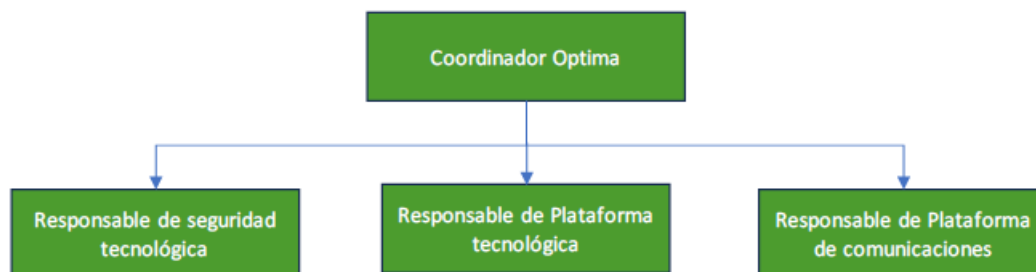 Coordinador Optima
Responsable de seguridad
tecnológica
Responsable de Plataforma
tecnológica
Responsable de Plataforma
de comunicaciones